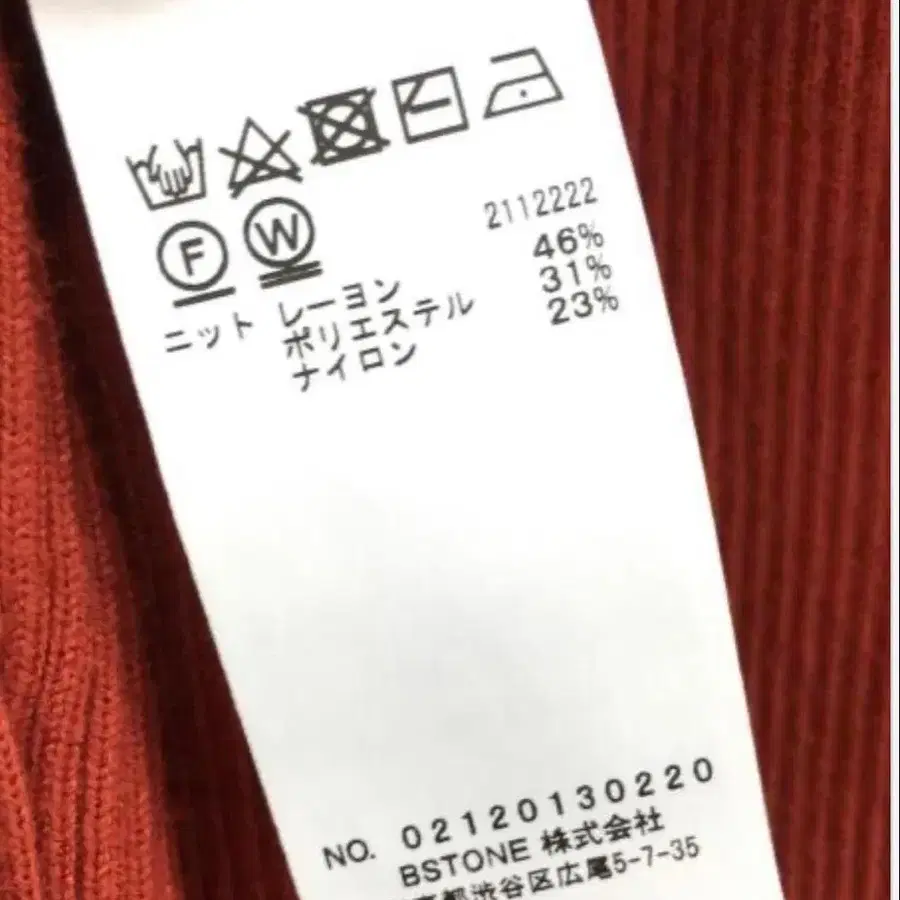 F W
2112222
ニット レーヨン 46%
ポリエステル 31%
ナイロン 23%
NO. 02120130220
BSTONE 株式会社
京都渋谷区広尾5-7-35